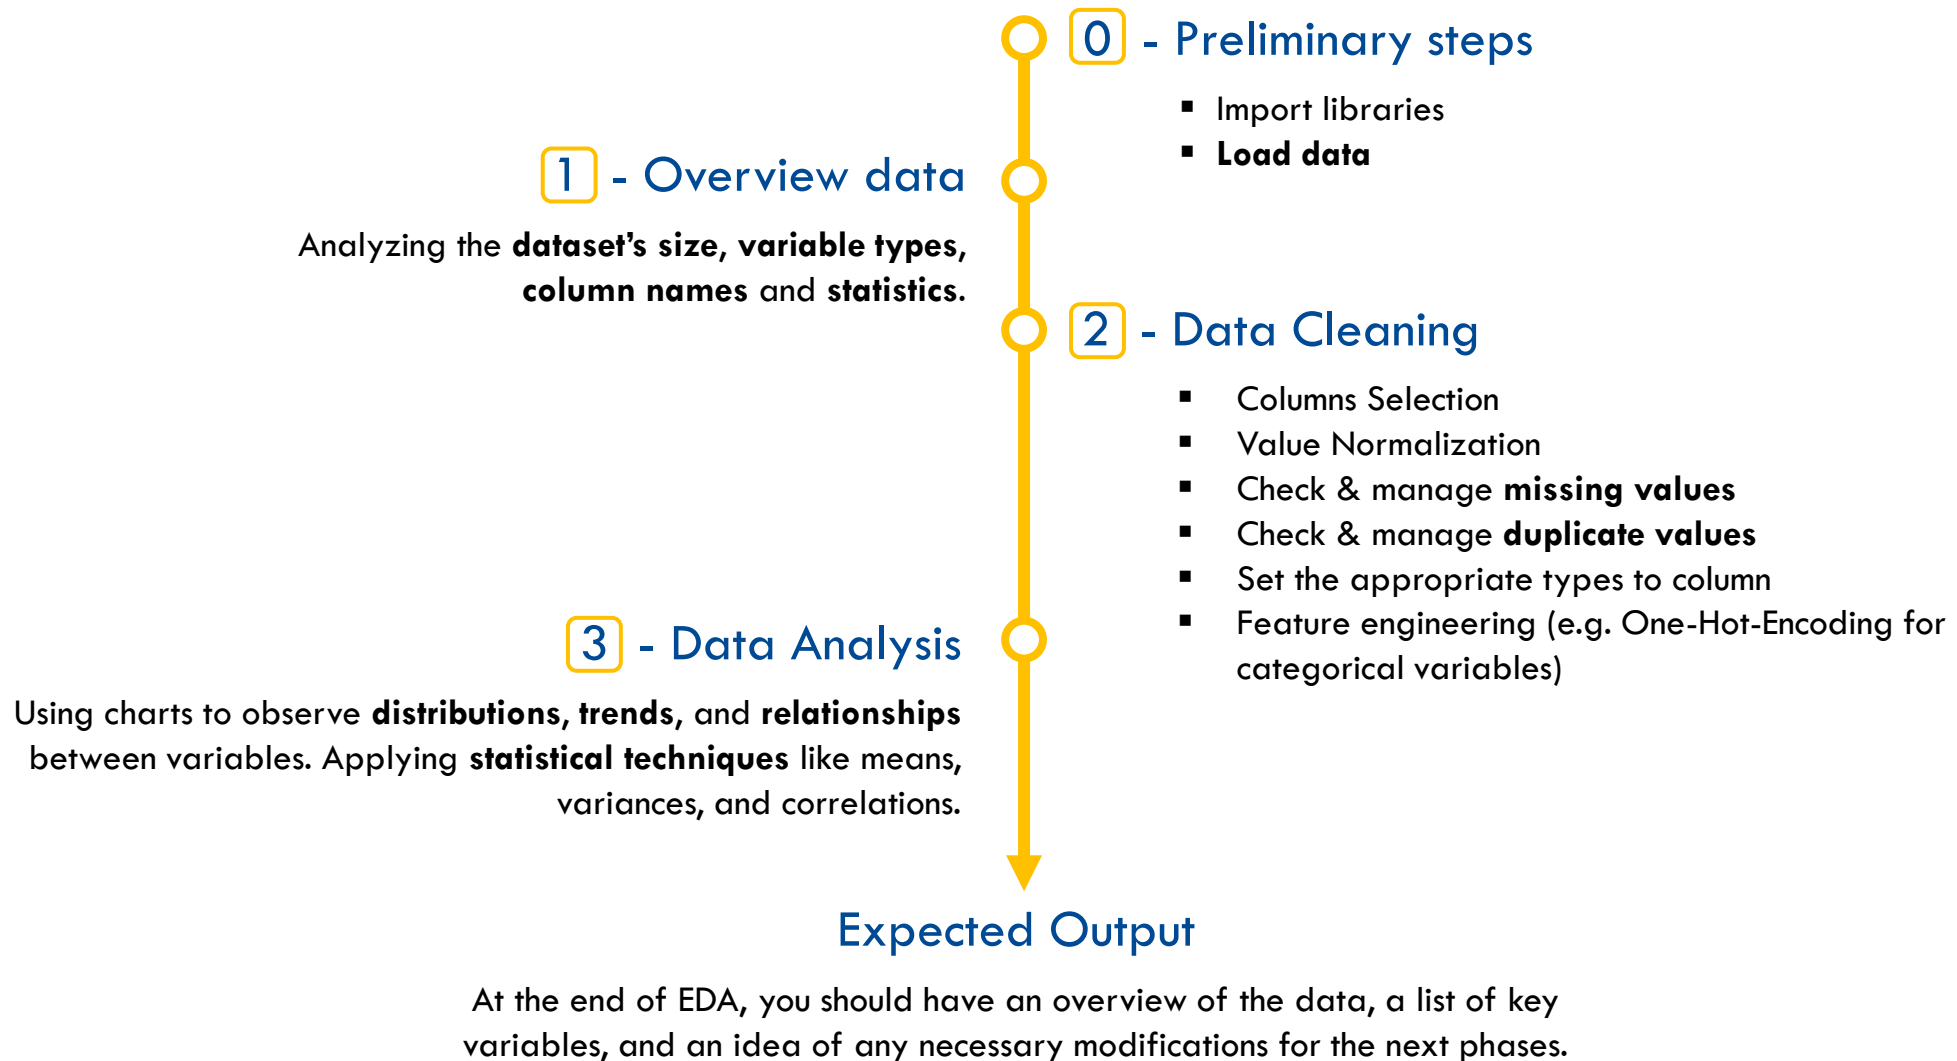 0 - Preliminary steps
▪ Import libraries
▪ Load data
1 - Overview data
Analyzing the dataset’s size, variable types,
column names and statistics.
2 - Data Cleaning
▪ Columns Selection
▪ Value Normalization
▪ Check & manage missing values
▪ Check & manage duplicate values
▪ Set the appropriate types to column
▪ Feature engineering (e.g. One-Hot-Encoding for
categorical variables)
3 - Data Analysis
Using charts to observe distributions, trends, and relationships
between variables. Applying statistical techniques like means,
variances, and correlations.
Expected Output
At the end of EDA, you should have an overview of the data, a list of key
variables, and an idea of any necessary modifications for the next phases.